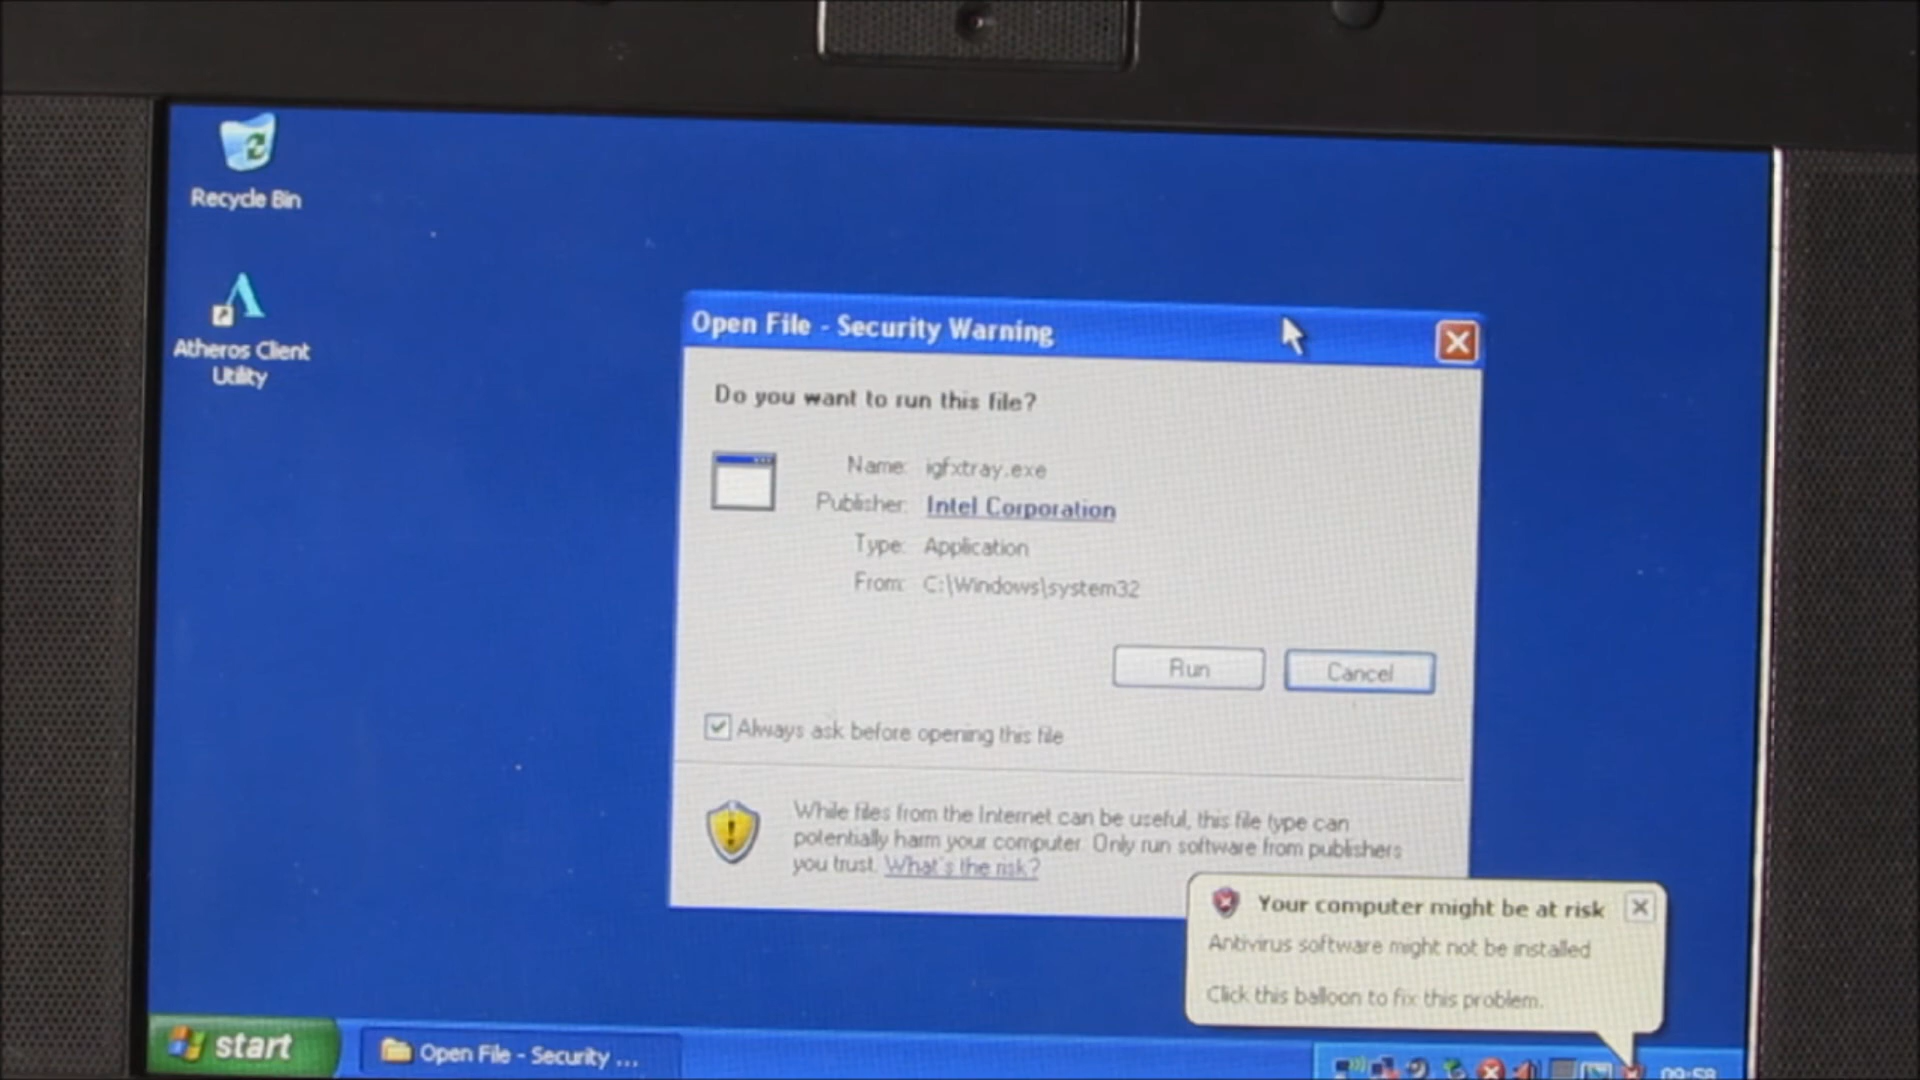 Recycle Bin
Atheros Client
Utility
Open File - Security Warning
Do you want to run this file?
Name: igfxtray.exe
Publisher: Intel Corporation
Type: Application
From: C:\Windows\system32
Run
Cancel
Always ask before opening this file
While files from the Internet can be useful, this file type can
potentially harm your computer. Only run software from publishers
you trust. What's the risk?
Your computer might be at risk
Antivirus software might not be installed
Click this balloon to fix this problem.
start
Open File - Security ...
09:58